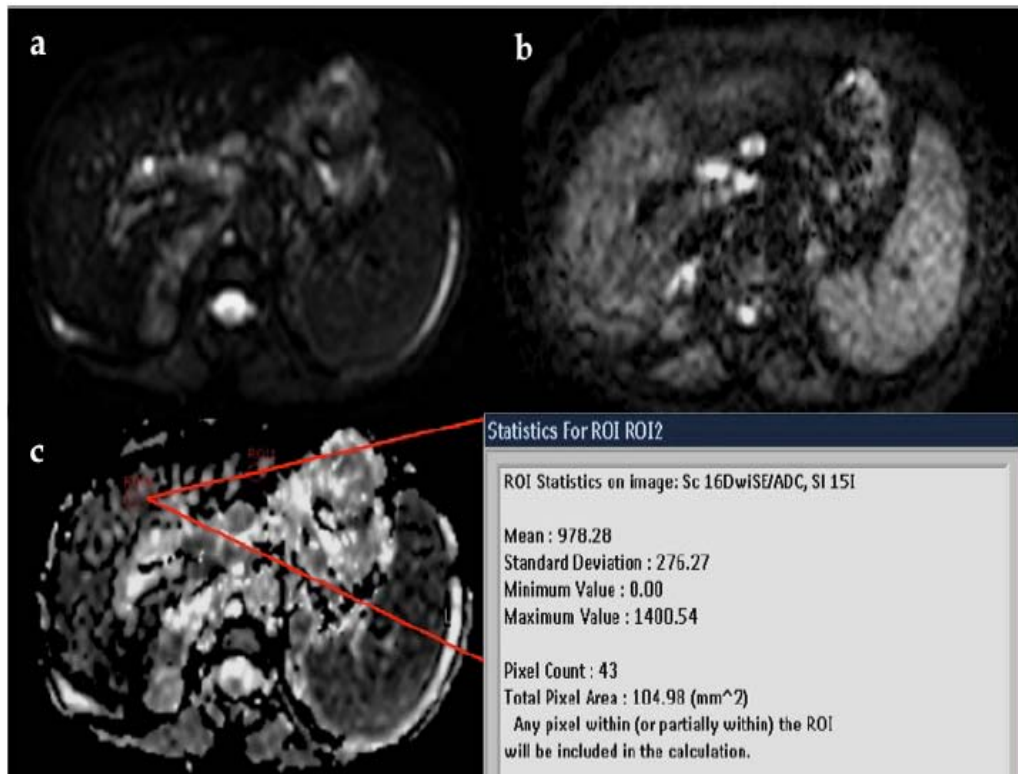 a
b
c
Statistics For ROI ROI2
ROI Statistics on image: Sc 16DwiSE/ADC, Sl 15I
Mean : 978.28
Standard Deviation : 276.27
Minimum Value : 0.00
Maximum Value : 1400.54
Pixel Count : 43
Total Pixel Area : 104.98 (mm^2)
Any pixel within (or partially within) the ROI
will be included in the calculation.